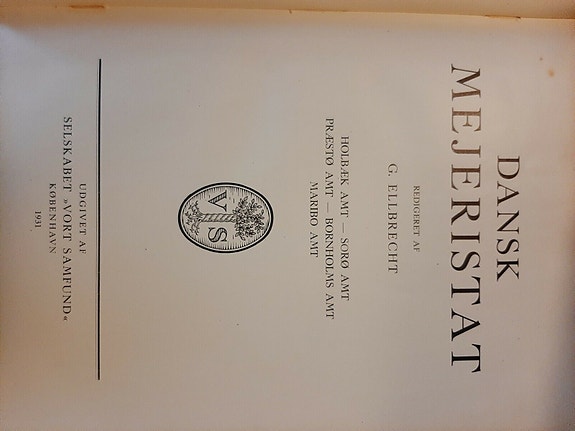 DANSK
MEJERISTAT
REDIGERET AF
G. ELLBRECHT
HOLBÆK AMT — SORØ AMT
PRÆSTØ AMT — BORNHOLMS AMT
MARIBO AMT
S A
UDGIVET AF
SELSKABET »VORT SAMFUND«
KØBENHAVN
1931